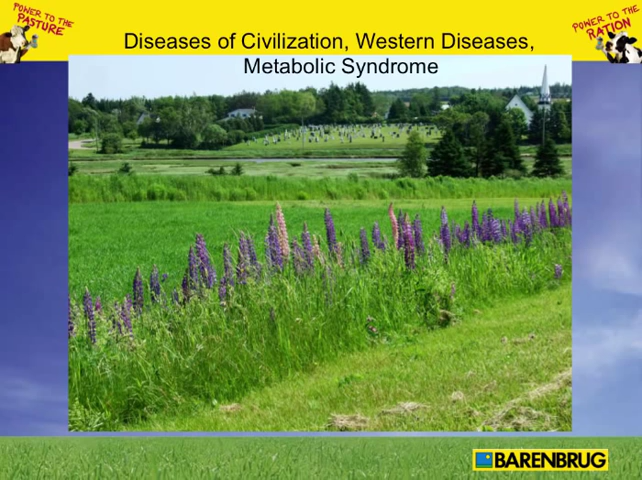 POWER TO THE
PASTURE
POWER TO THE
RATION
Diseases of Civilization, Western Diseases,
Metabolic Syndrome
BARENBRUG